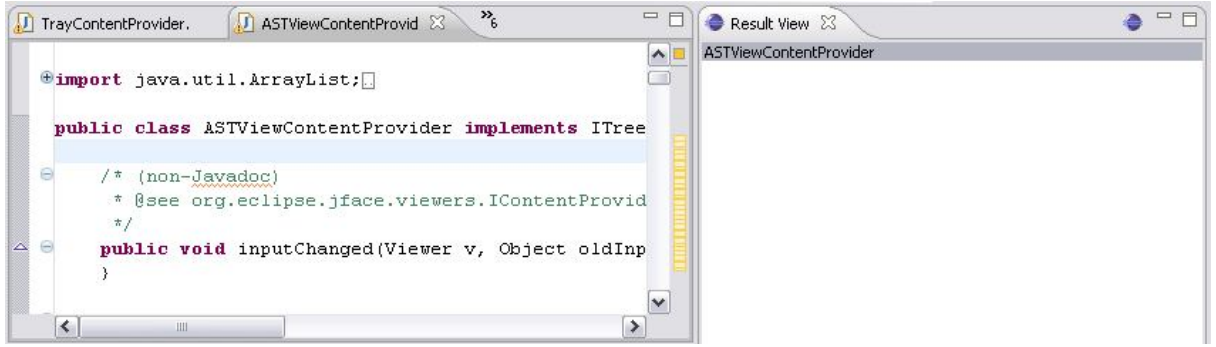 TrayContentProvider.
ASTViewContentProvid
»6
Result View
import java.util.ArrayList;
public class ASTViewContentProvider implements ITree
/* (non-Javadoc)
* @see org.eclipse.jface.viewers.IContentProvid
*/
public void inputChanged(Viewer v, Object oldInp
}
ASTViewContentProvider